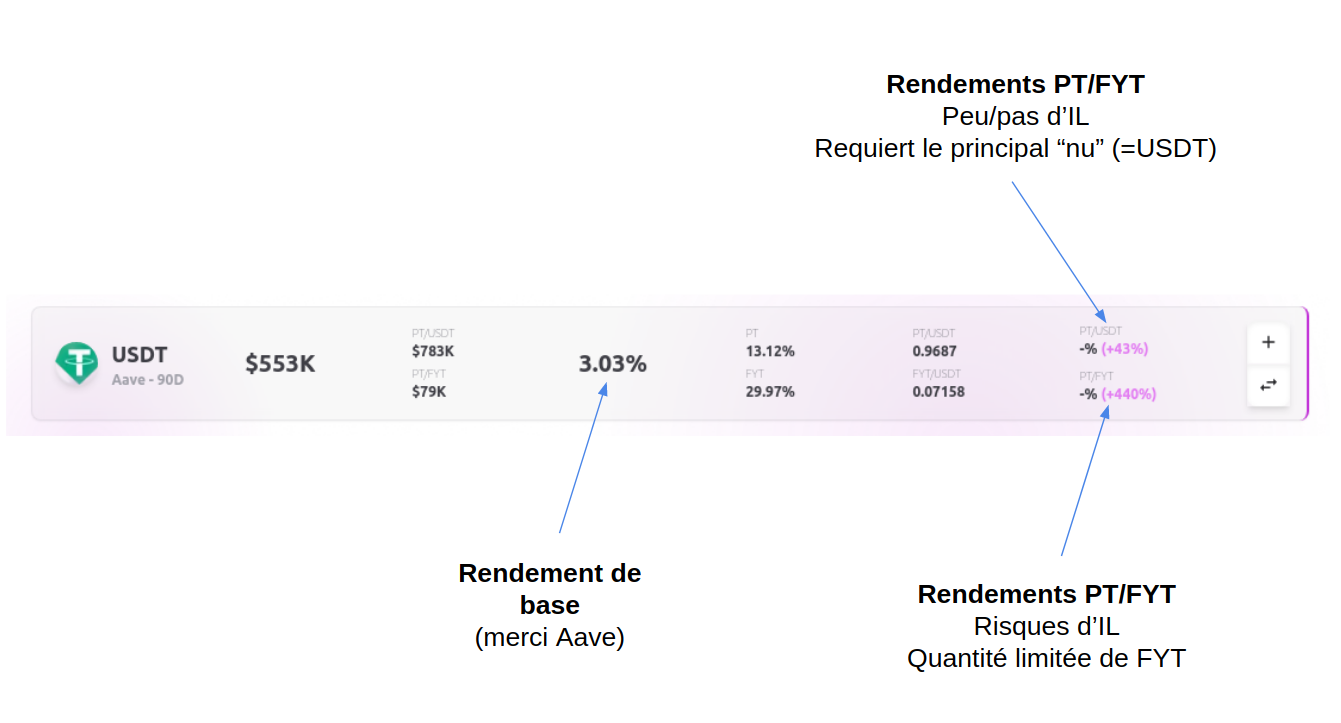 Rendements PT/FYT
Peu/pas d’IL
Requiert le principal “nu” (=USDT)
USDT
Aave - 90D
$553K
PT/USDT
$783K
PT/FYT
$79K
3.03%
PT
13.12%
FYT
29.97%
PT/USDT
0.9687
FYT/USDT
0.07158
PT/USDT
-% (+43%)
PT/FYT
-% (+440%)
Rendement de
base
(merci Aave)
Rendements PT/FYT
Risques d’IL
Quantité limitée de FYT